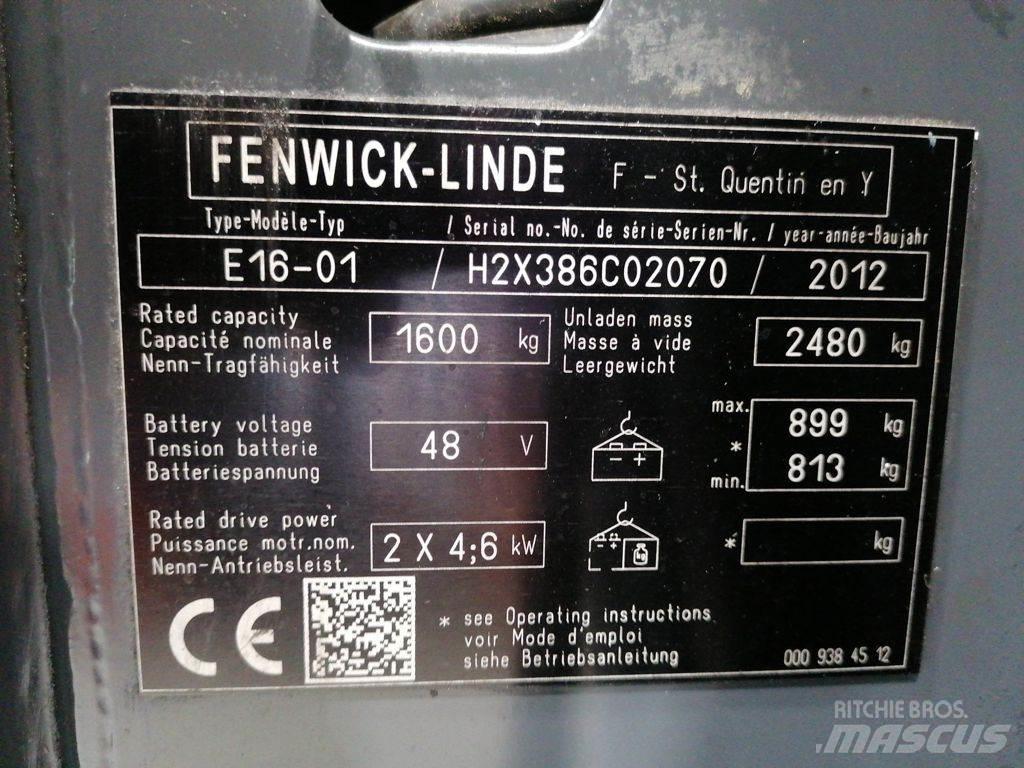 FENWICK-LINDE F - St. Quentin en Y
Type-Modèle-Typ / Serial no.-No. de série-Serien-Nr. / year-année-Baujahr
E16-01 / H2X386C02070 / 2012
Rated capacity
Capacité nominale
Nenn-Tragfähigkeit
1600 kg
Unladen mass
Masse à vide
Leergewicht
2480 kg
Battery voltage
Tension batterie
Batteriespannung
48 V
- +
max.
*
min.
899 kg
813 kg
Rated drive power
Puissance motr.nom.
Nenn-Antriebsleist.
2 X 4;6 kW
- + kg
* kg
CE
* see Operating instructions
voir Mode d'emploi
siehe Betriebsanleitung
000 938 45 12
RITCHIE BROS.
MASCUS